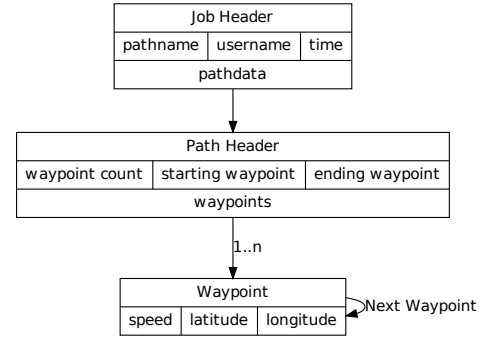 Job Header
pathname username time
pathdata
Path Header
waypoint count starting waypoint ending waypoint
waypoints
1..n
Waypoint
Next Waypoint
speed latitude longitude